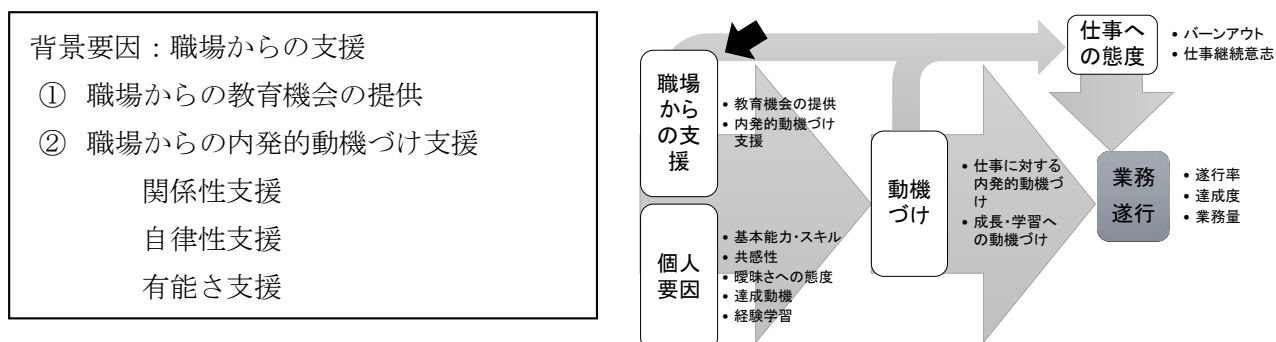 背景要因：職場からの支援
① 職場からの教育機会の提供
② 職場からの内発的動機づけ支援
関係性支援
自律性支援
有能さ支援
職場
から
の支
援
• 教育機会の提供
• 内発的動機づけ
支援
個人
要因
• 基本能力・スキル
• 共感性
• 曖昧さへの態度
• 達成動機
• 経験学習
動機
づけ
• 仕事に対する
内発的動機づ
け
• 成長・学習へ
の動機づけ
仕事へ
の態度
• バーンアウト
• 仕事継続意志
業務
遂行
• 遂行率
• 達成度
• 業務量